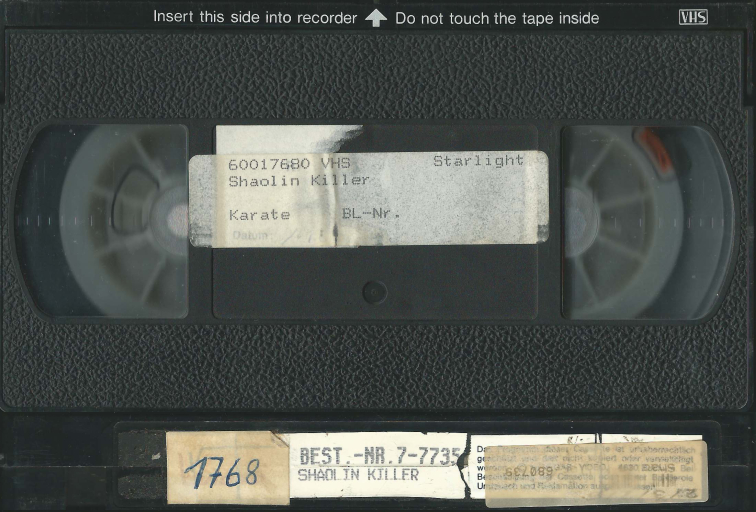 Insert this side into recorder Do not touch the tape inside
VHS
60017680 VHS Starlight
Shaolin Killer
Karate BL-Nr.
Datum
1768
BEST.-NR.7-7735
SHAOLIN KILLER